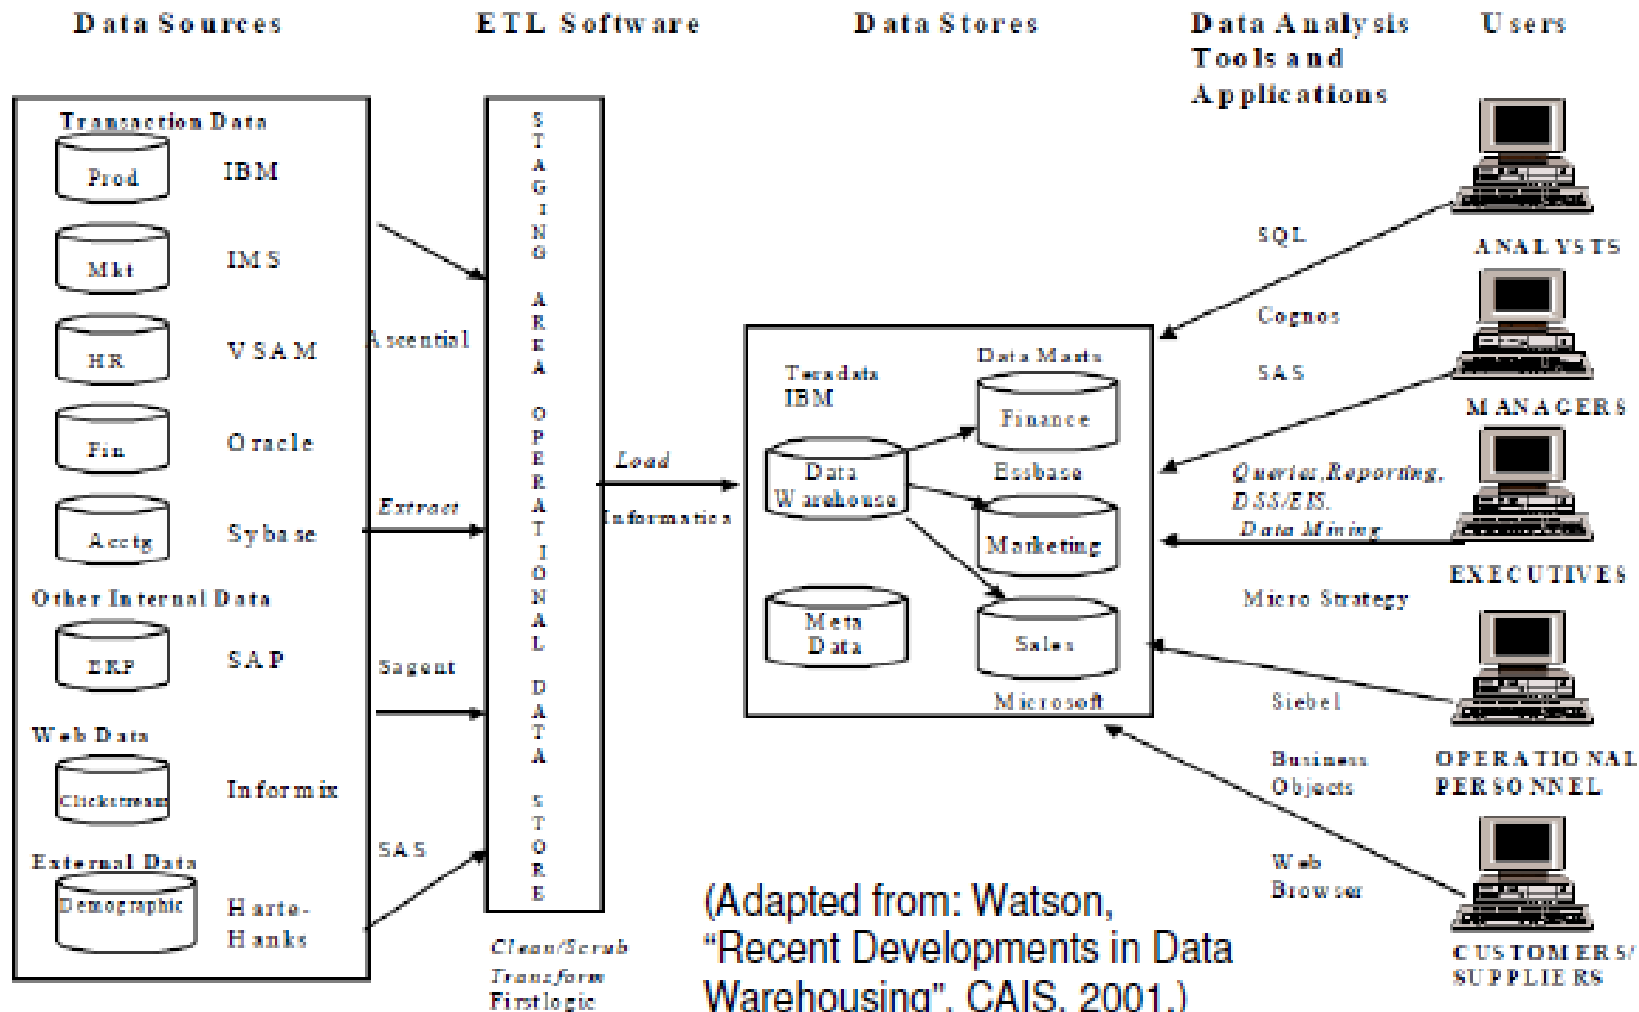 Data Sources
ETL Software
Data Stores
Data Analysis
Tools and
Applications
Users
Transaction Data
Prod
IBM
Mkt
IMS
HR
VSAM
Fin
Oracle
Acctg
Sybase
Other Internal Data
ERP
SAP
Web Data
Clickstream
Informix
External Data
Demographic
Harte-
Hanks
Ascential
Extract
Sagent
SAS
STAGING AREA OPERATIONAL DATA STORE
Clean/Scrub
Transform
Firstlogic
Load
Informatica
Teradata
IBM
Data
Warehouse
Meta
Data
Data Marts
Finance
Essbase
Marketing
Sales
Microsoft
SQL
Cognos
SAS
Queries,Reporting,
DSS/EIS.
Data Mining
Micro Strategy
Siebel
Business
Objects
Web
Browser
ANALYSTS
MANAGERS
EXECUTIVES
OPERATIONAL
PERSONNEL
CUSTOMERS/
SUPPLIERS
(Adapted from: Watson,
“Recent Developments in Data
Warehousing”, CAIS, 2001.)